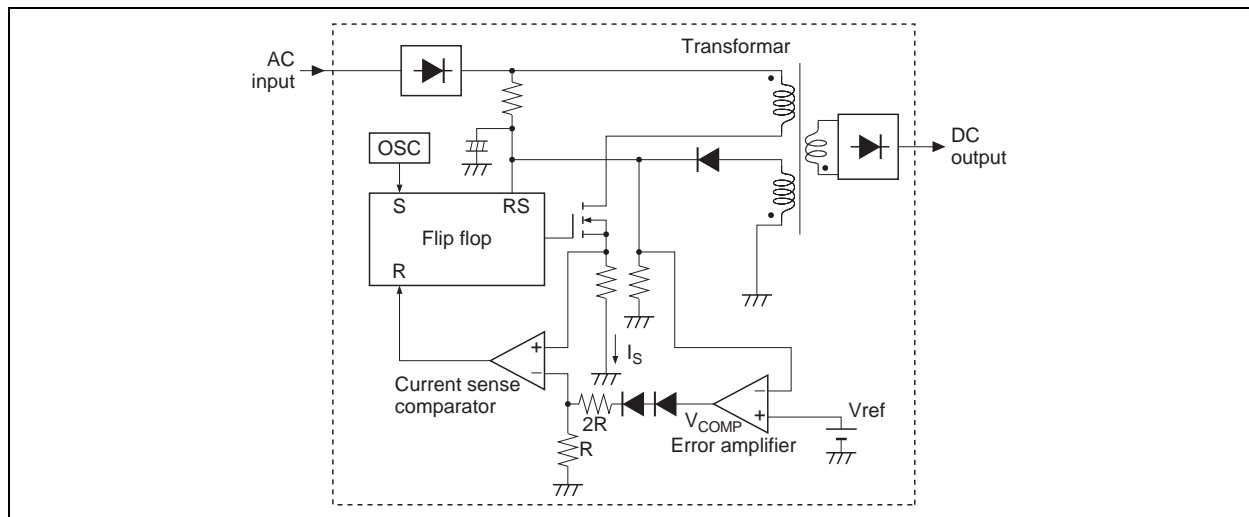 Transformar
AC
input
DC
output
OSC
S
RS
Flip flop
R
I_S
Current sense
comparator
2R
R
V_COMP
Error amplifier
Vref
+
−
−
+